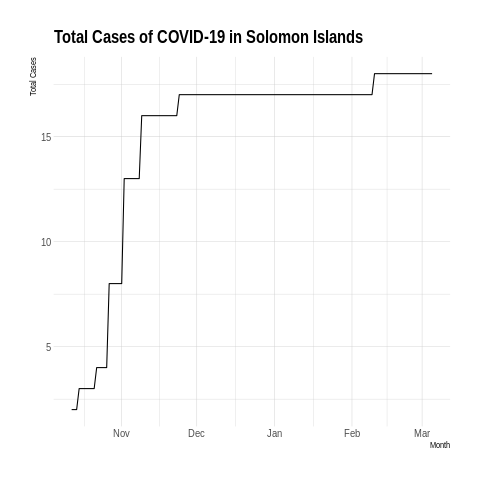 Total Cases of COVID-19 in Solomon Islands
Total Cases
15
10
5
Nov Dec Jan Feb Mar
Month